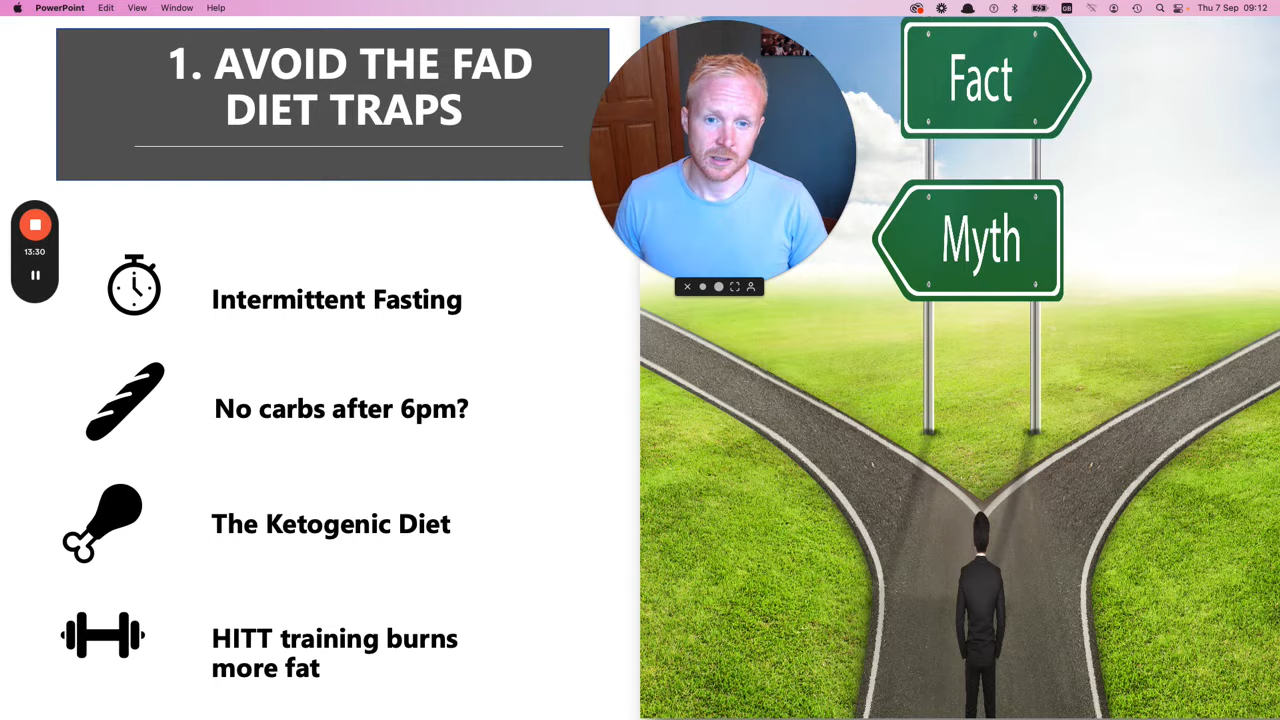 PowerPoint Edit View Window Help
Thu 7 Sep 09:12
GB
1. AVOID THE FAD
DIET TRAPS
Fact
Myth
13:30
Intermittent Fasting
No carbs after 6pm?
The Ketogenic Diet
HITT training burns
more fat